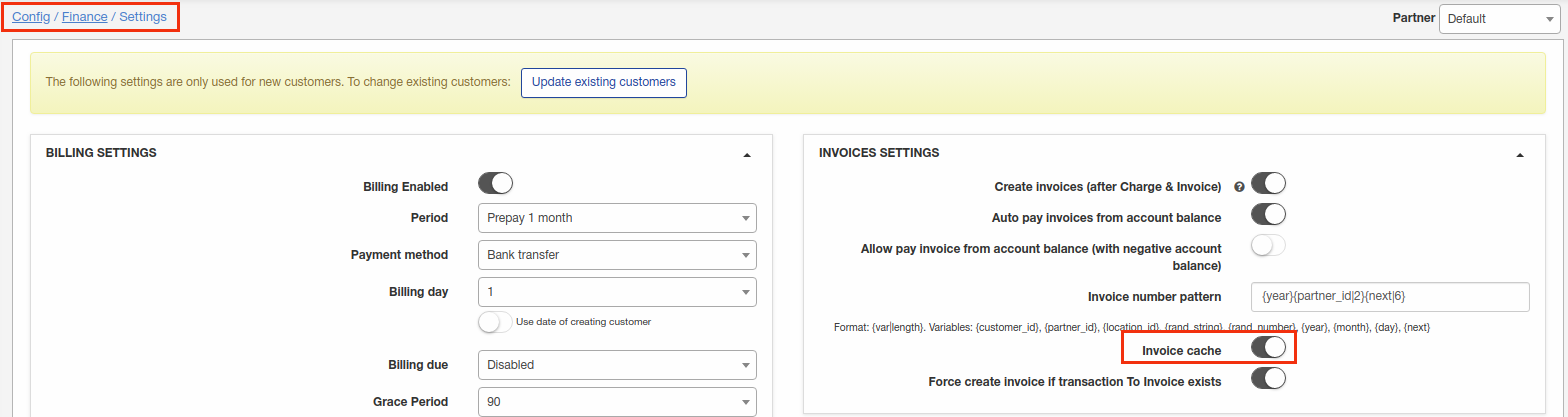 Config / Finance / Settings
Partner Default
The following settings are only used for new customers. To change existing customers: Update existing customers
BILLING SETTINGS
Billing Enabled
Period Prepay 1 month
Payment method Bank transfer
Billing day 1
Use date of creating customer
Billing due Disabled
Grace Period 90
INVOICES SETTINGS
Create invoices (after Charge & Invoice) ?
Auto pay invoices from account balance
Allow pay invoice from account balance (with negative account
balance)
Invoice number pattern {year}{partner_id|2}{next|6}
Format: {var|length}. Variables: {customer_id}, {partner_id}, {location_id}, {rand_string}, {rand_number}, {year}, {month}, {day}, {next}
Invoice cache
Force create invoice if transaction To Invoice exists